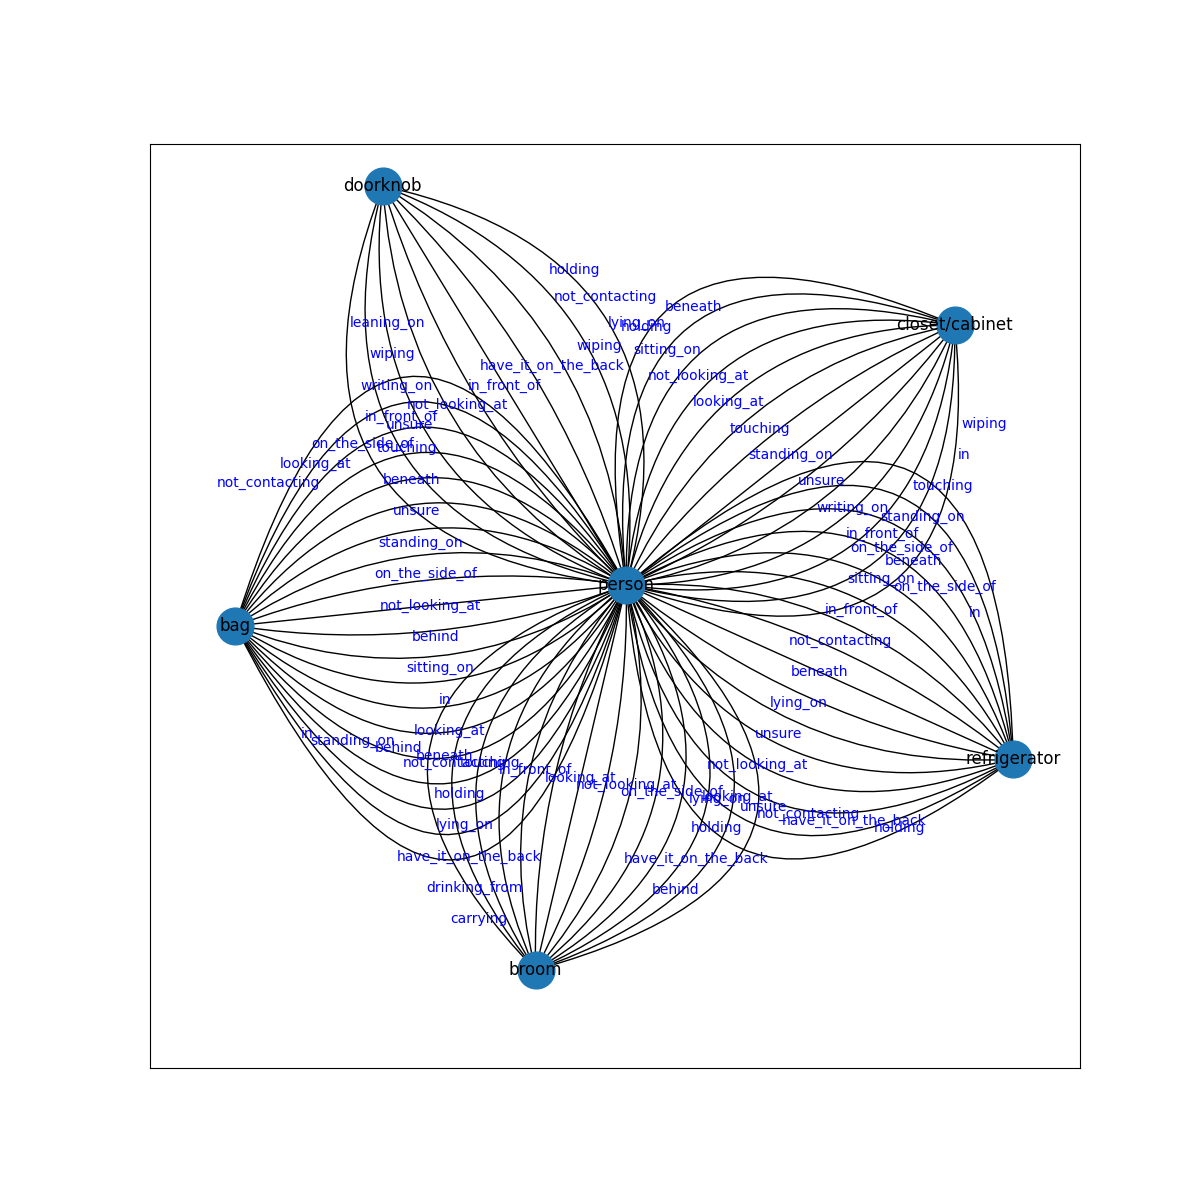 doorknob
holding
not_contacting
beneath
lying_on
holding
leaning_on
closet/cabinet
wiping
sitting_on
wiping
have_it_on_the_back
not_looking_at
writing_on
in_front_of
looking_at
not_looking_at
in_front_of
unsure
wiping
touching
on_the_side_of
touching
standing_on
in
looking_at
beneath
unsure
not_contacting
touching
writing_on
unsure
standing_on
in_front_of
standing_on
on_the_side_of
beneath
on_the_side_of
sitting_on
person
on_the_side_of
not_looking_at
in_front_of
in
bag
behind
not_contacting
sitting_on
beneath
in
lying_on
looking_at
in
unsure
standing_on
behind
beneath
refrigerator
not_contacting
touching
not_looking_at
in_front_of
looking_at
not_looking_at
on_the_side_of
holding
lying_on
looking_at
unsure
not_contacting
have_it_on_the_back
lying_on
holding
holding
have_it_on_the_back
have_it_on_the_back
drinking_from
behind
carrying
broom